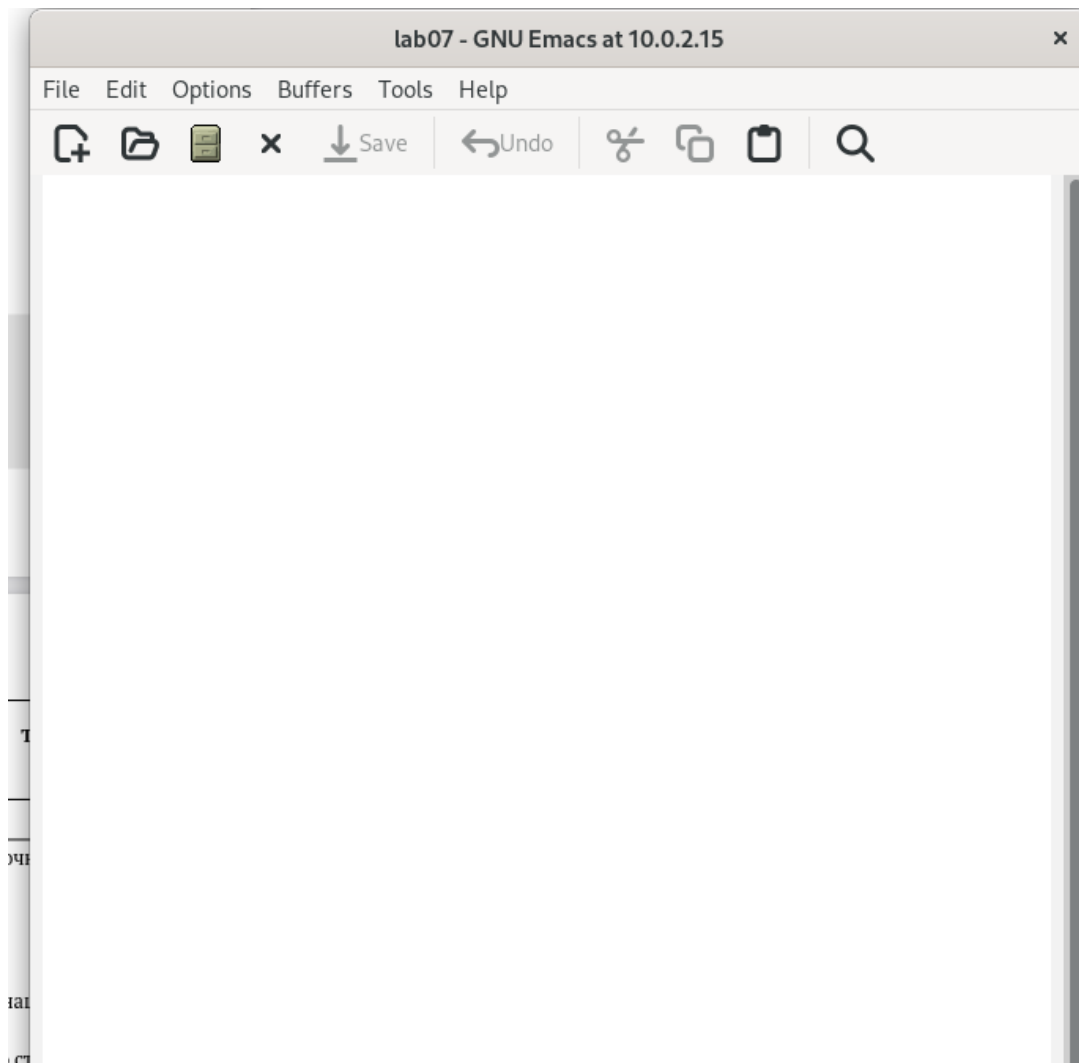 lab07 - GNU Emacs at 10.0.2.15
File Edit Options Buffers Tools Help
Save Undo